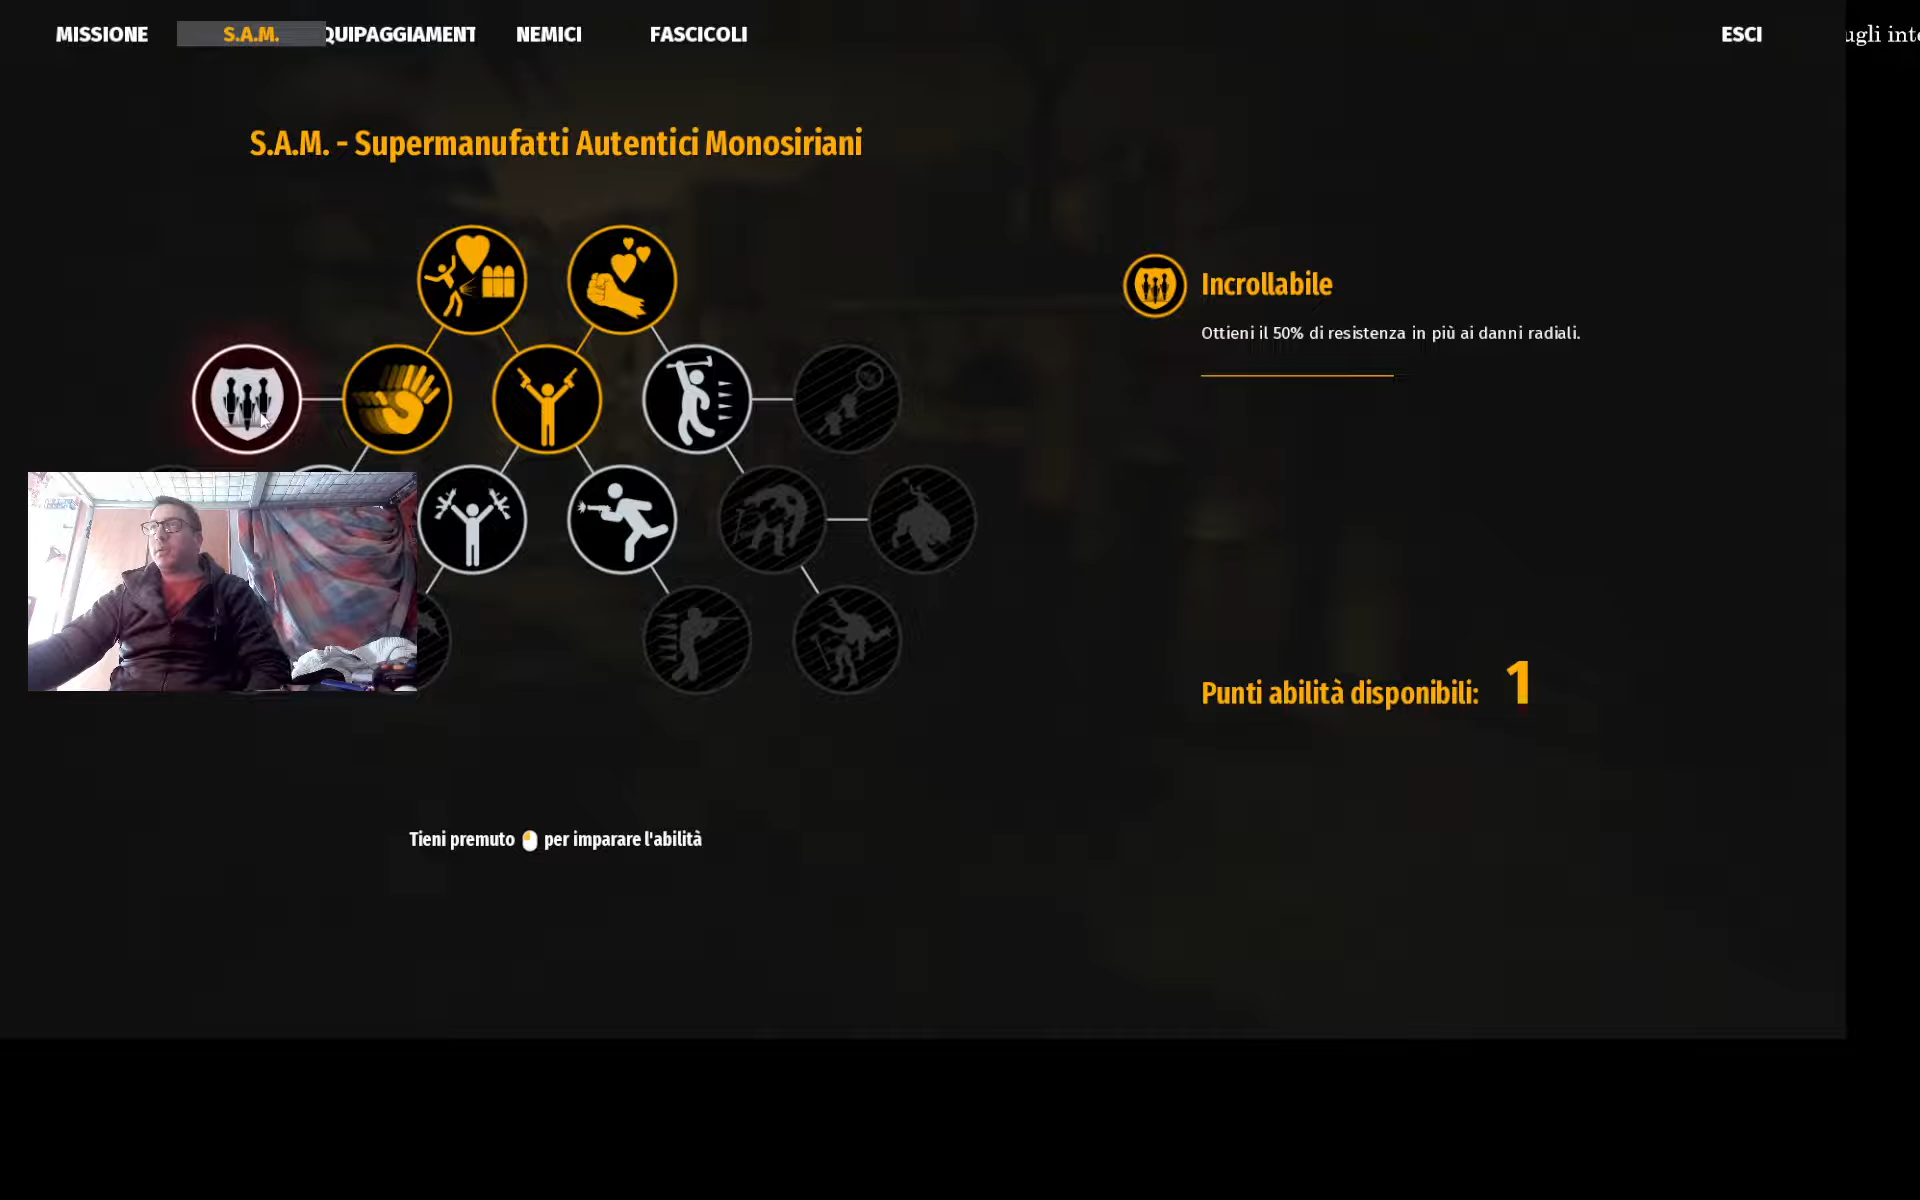 MISSIONE
S.A.M.
QUIPAGGIAMENT
NEMICI
FASCICOLI
ESCI
ugli inte
S.A.M. - Supermanufatti Autentici Monosiriani
Incrollabile
Ottieni il 50% di resistenza in più ai danni radiali.
Punti abilità disponibili: 1
Tieni premuto per imparare l'abilità